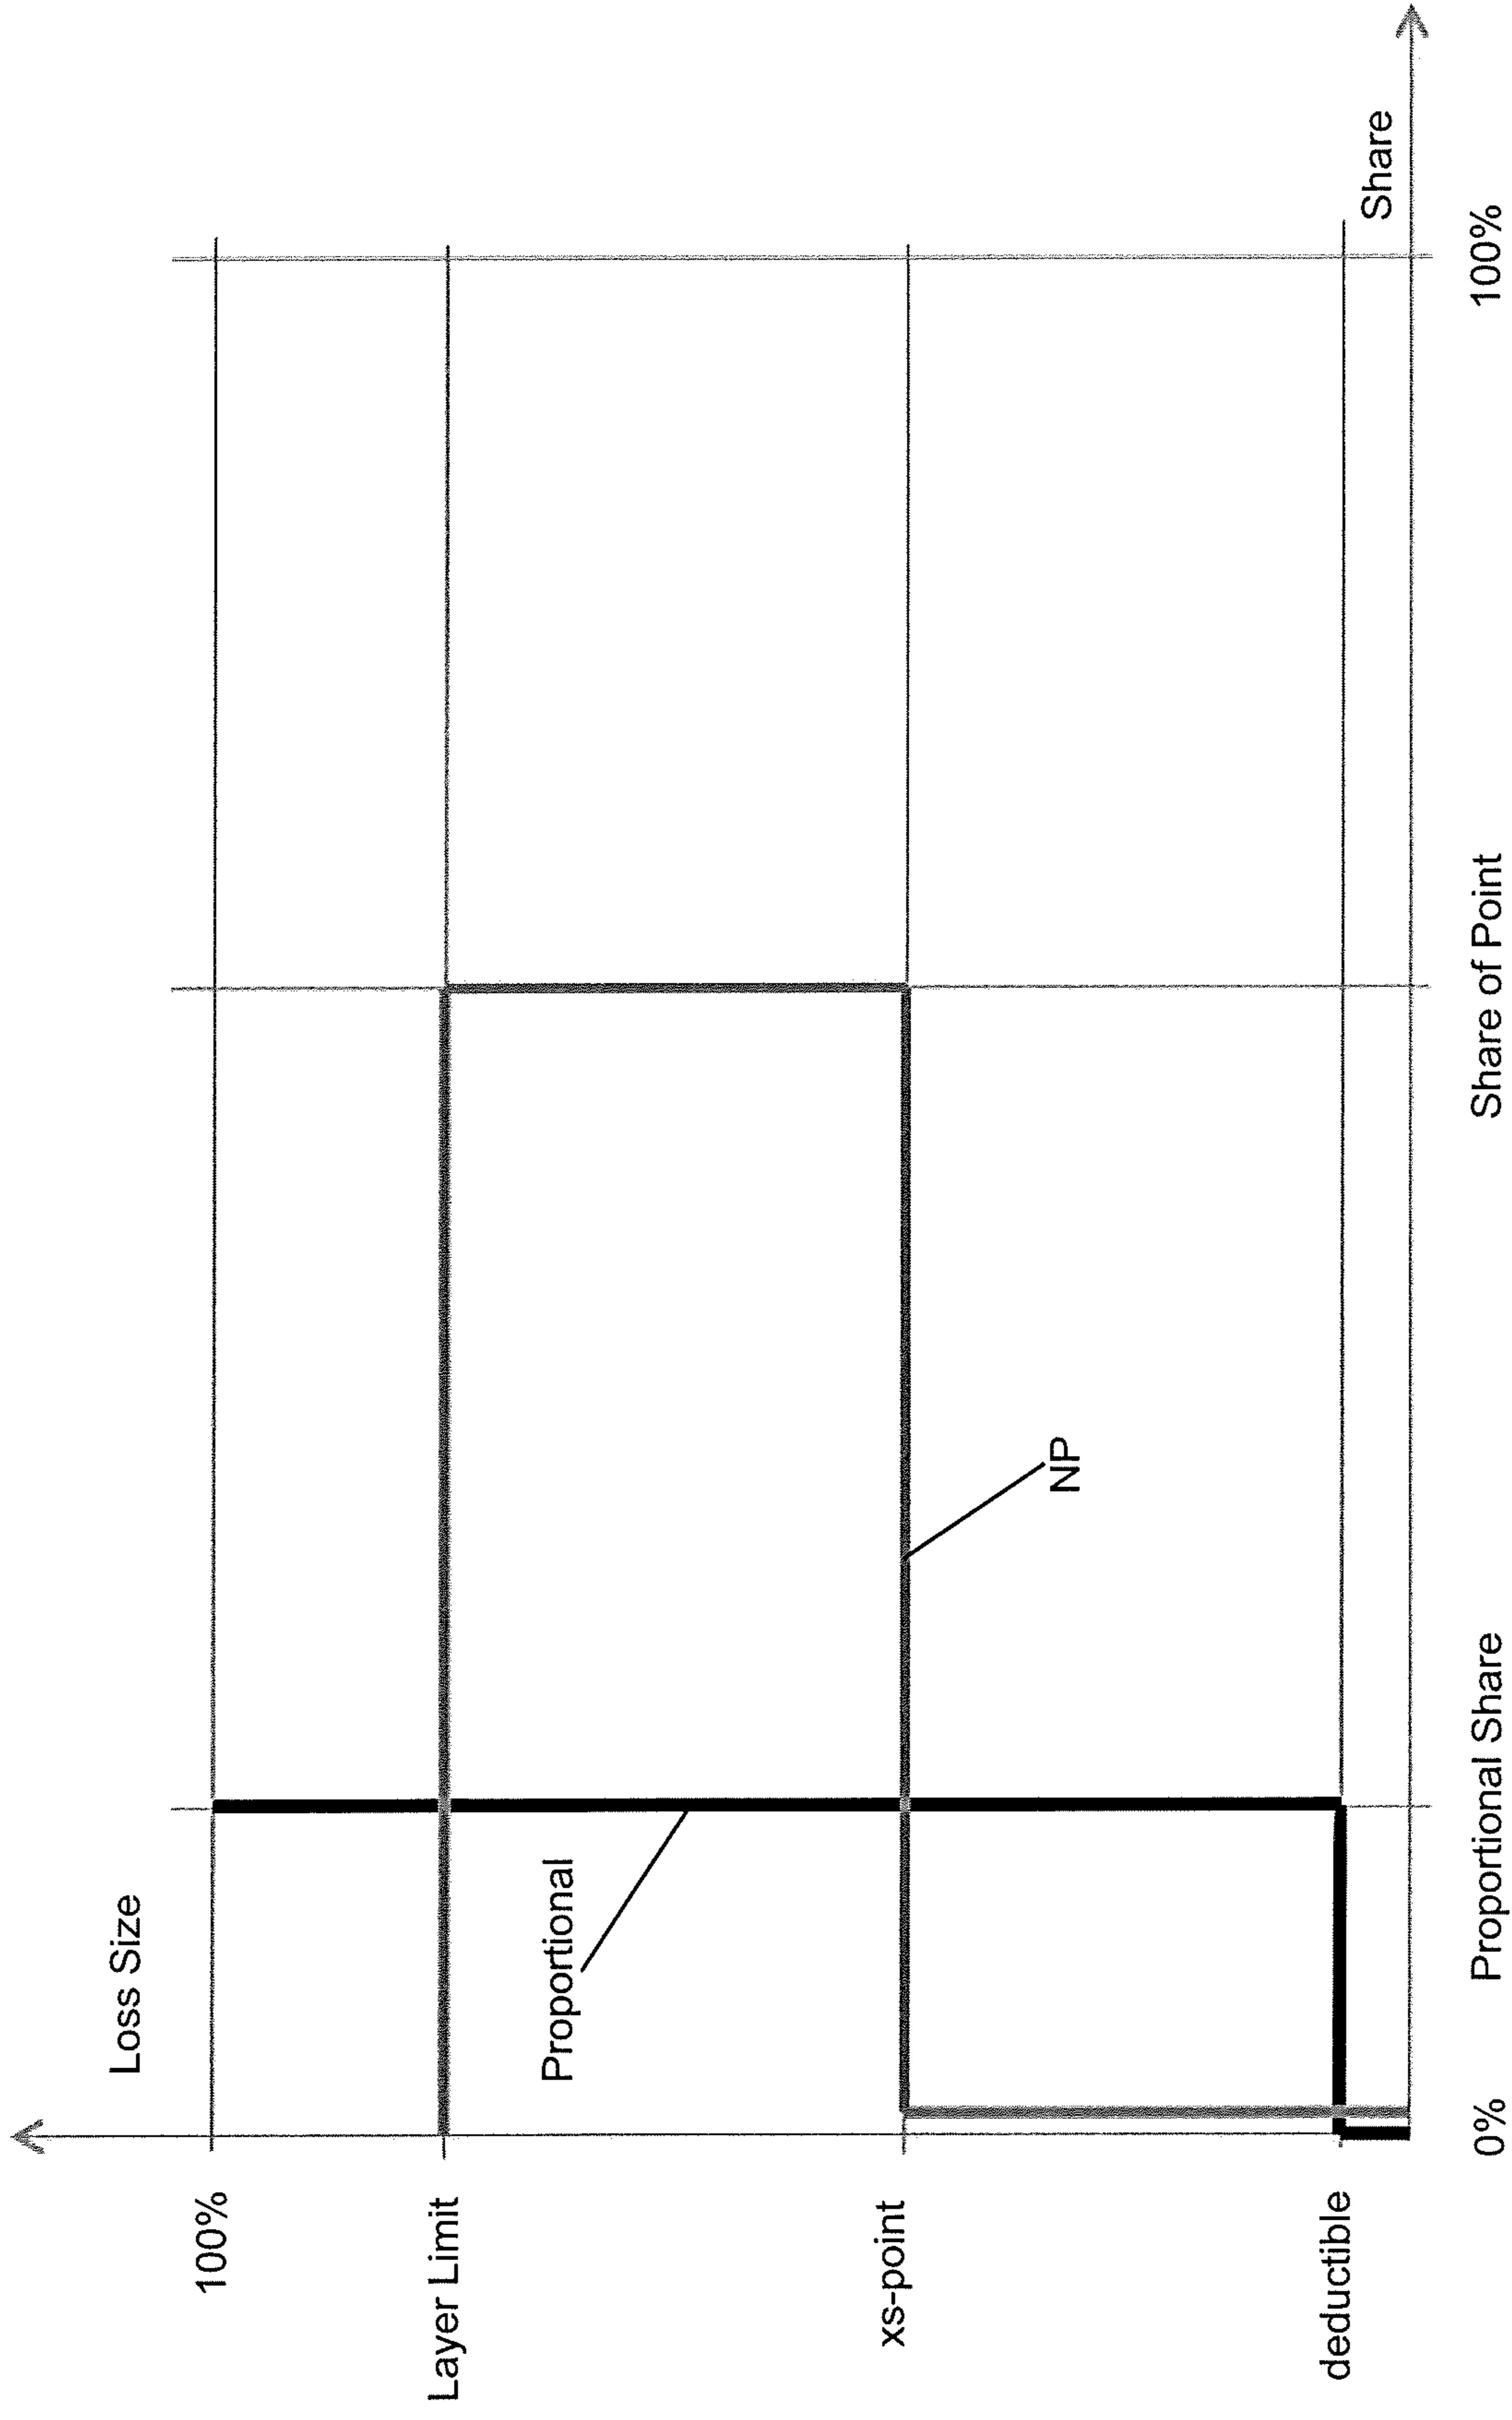 Loss Size
100%
Layer Limit
Proportional
xs-point
NP
deductible
Share
0%
Proportional Share
Share of Point
100%